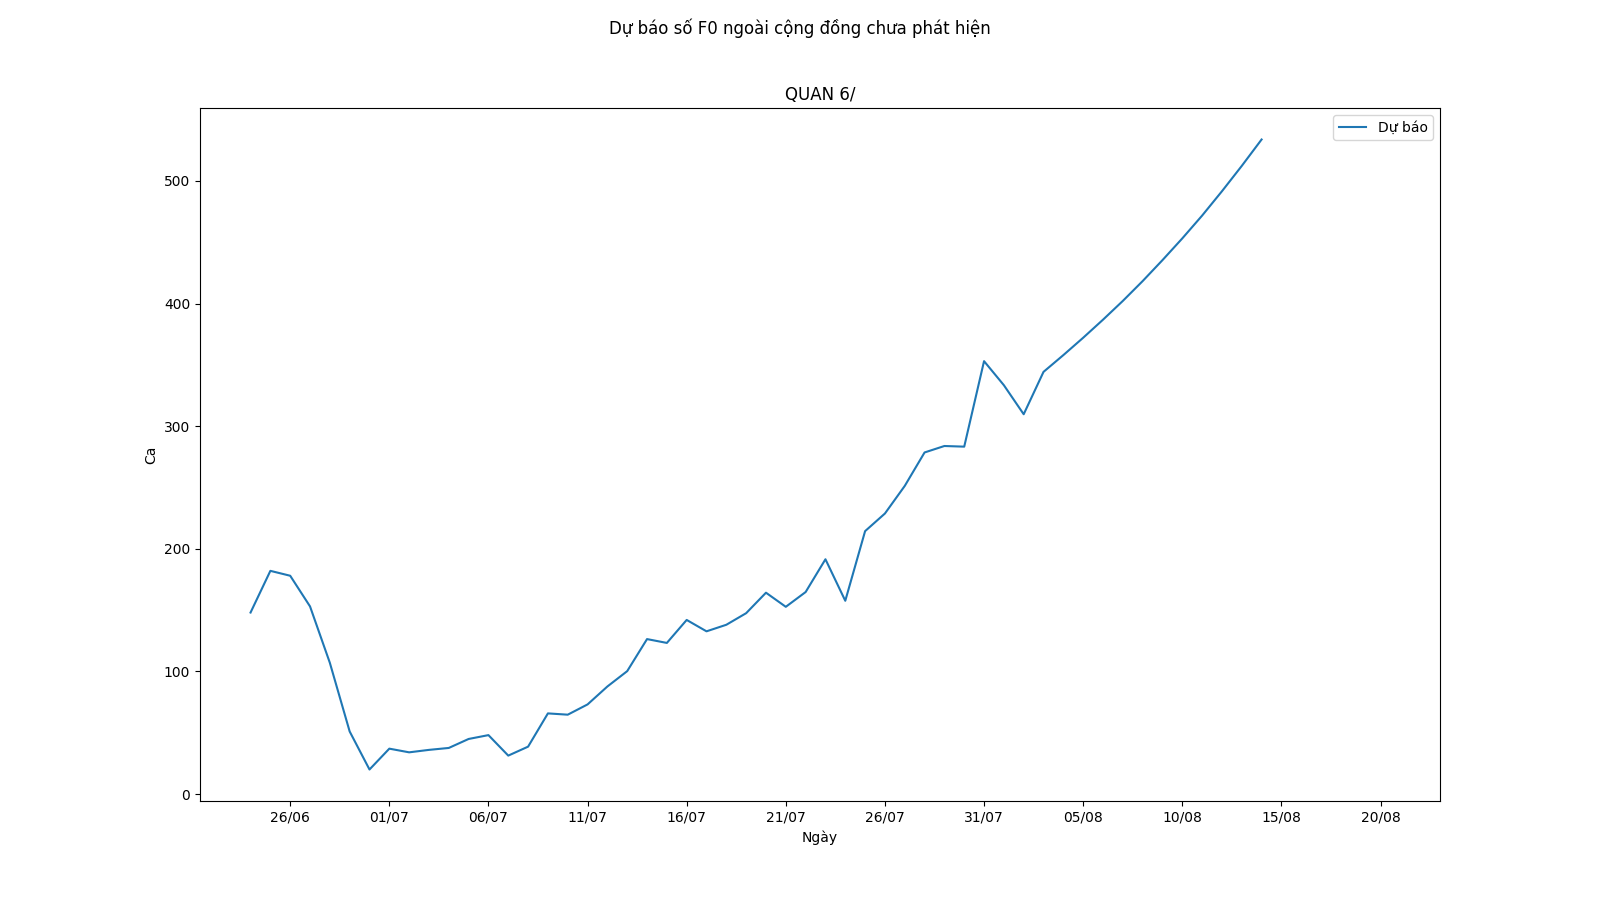 Dự báo số F0 ngoài cộng đồng chưa phát hiện
QUAN 6/
Dự báo
500
400
300
200
100
0
Ca
26/06 01/07 06/07 11/07 16/07 21/07 26/07 31/07 05/08 10/08 15/08 20/08
Ngày